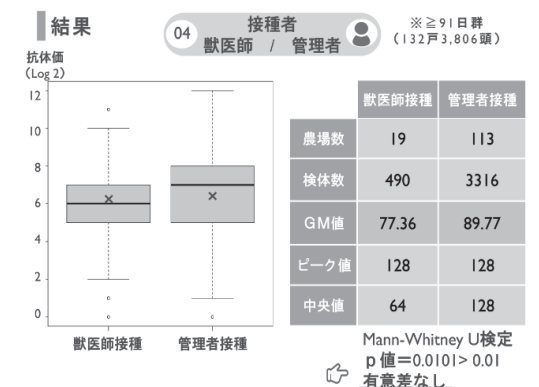 結果
04
接種者
獣医師 / 管理者
※≧91日群
(132戸3,806頭)
抗体価
(Log 2)
12
10
8
6
4
2
0
獣医師接種 管理者接種
獣医師接種 管理者接種
農場数 19 113
検体数 490 3316
GM値 77.36 89.77
ピーク値 128 128
中央値 64 128
Mann-Whitney U検定
p値=0.0101> 0.01
有意差なし